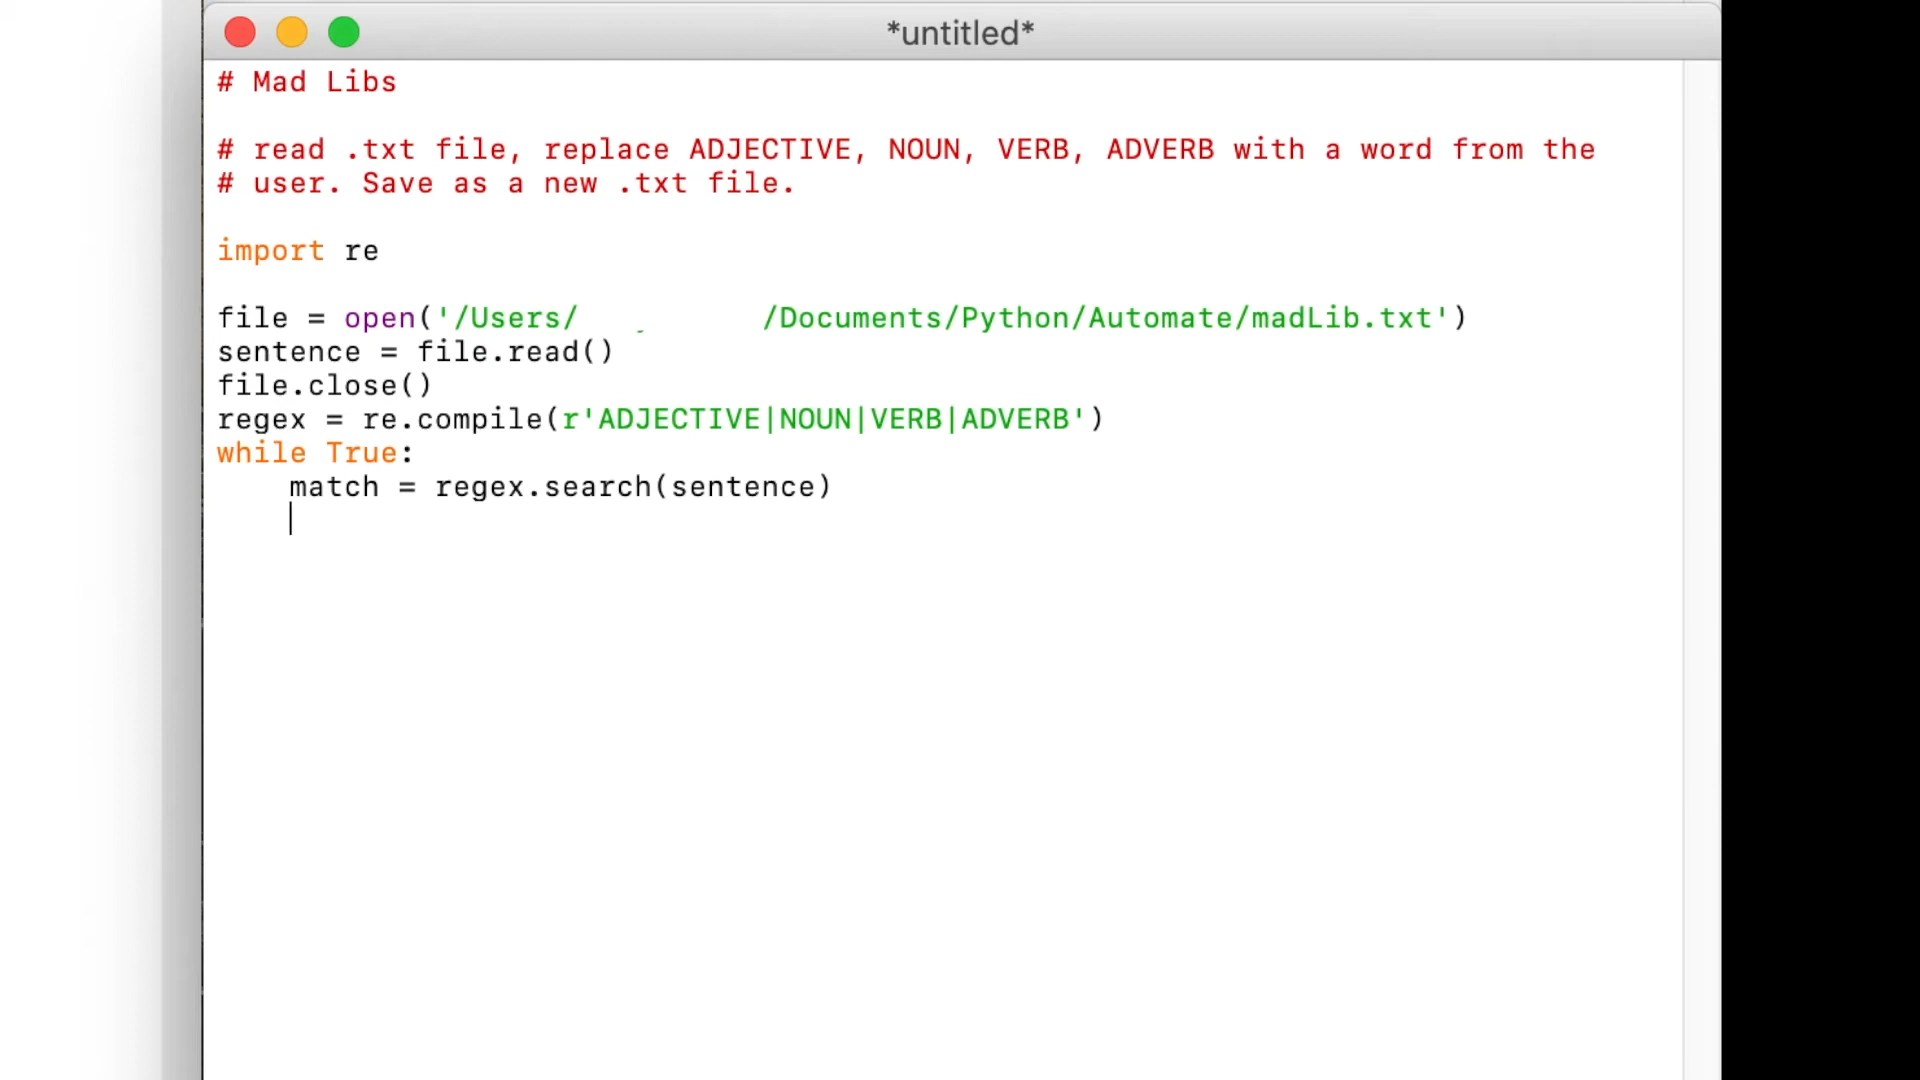 *untitled*
# Mad Libs
# read .txt file, replace ADJECTIVE, NOUN, VERB, ADVERB with a word from the
# user. Save as a new .txt file.
import re
file = open('/Users/ /Documents/Python/Automate/madLib.txt')
sentence = file.read()
file.close()
regex = re.compile(r'ADJECTIVE|NOUN|VERB|ADVERB')
while True:
    match = regex.search(sentence)